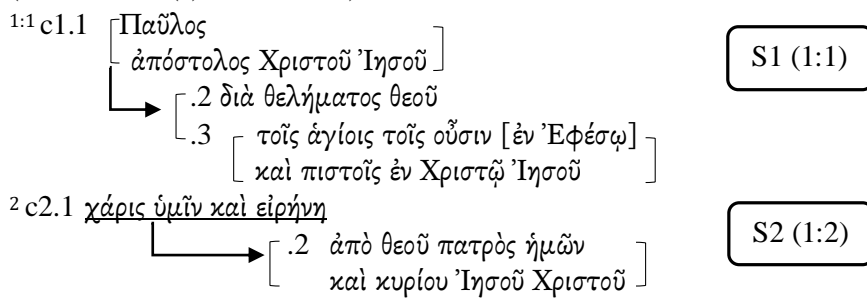 1:1 c1.1 Παῦλος
ἀπόστολος Χριστοῦ Ἰησοῦ
S1 (1:1)
.2 διὰ θελήματος θεοῦ
.3 τοῖς ἁγίοις τοῖς οὖσιν [ἐν Ἐφέσῳ]
καὶ πιστοῖς ἐν Χριστῷ Ἰησοῦ
2 c2.1 χάρις ὑμῖν καὶ εἰρήνη
S2 (1:2)
.2 ἀπὸ θεοῦ πατρὸς ἡμῶν
καὶ κυρίου Ἰησοῦ Χριστοῦ